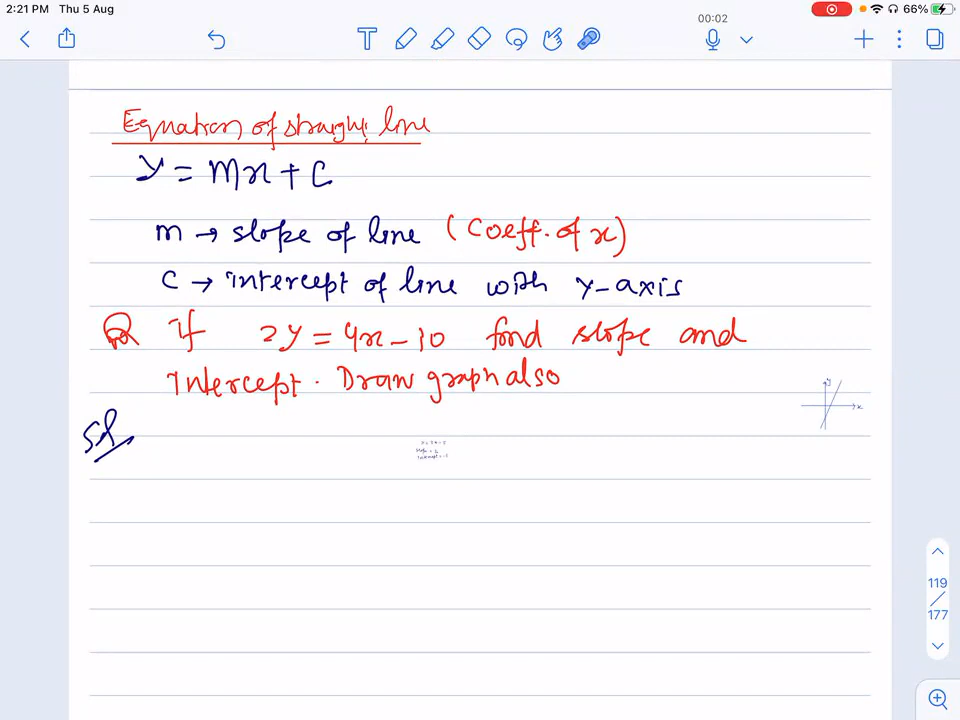 2:21 PM Thu 5 Aug
66%
00:02
T
Equation of straight line
y = mx + c
m → slope of line (coeff. of x)
c → intercept of line with y-axis
Q If 2y = 4x - 10 find slope and
Intercept. Draw graph also
y
x
Sol
slope =
119
177